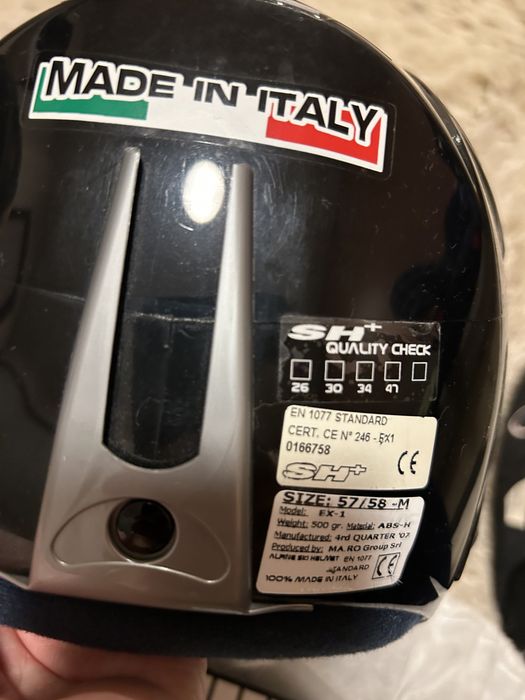 MADE IN ITALY
SH+
QUALITY CHECK
26 30 34 47
EN 1077 STANDARD
CERT. CE N° 246 - EX1
0166758
SH+ CE
SIZE: 57/58 -M
Model: EX-1
Weight: 500 gr. Material: ABS-H
Manufactured: 4rd QUARTER '07
Produced by: MA.RO Group Srl
ALPINE SKI HELMET EN 1077
STANDARD CE
100% MADE IN ITALY